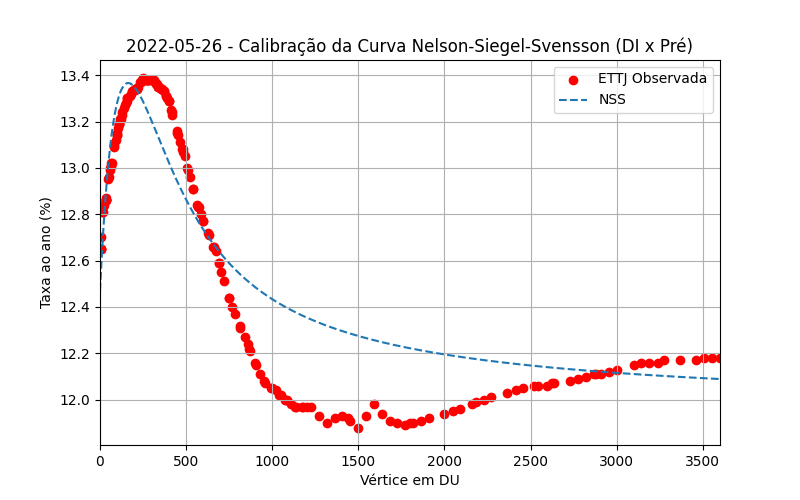 2022-05-26 - Calibração da Curva Nelson-Siegel-Svensson (DI x Pré)
ETTJ Observada
NSS
Taxa ao ano (%)
13.4
13.2
13.0
12.8
12.6
12.4
12.2
12.0
0 500 1000 1500 2000 2500 3000 3500
Vértice em DU